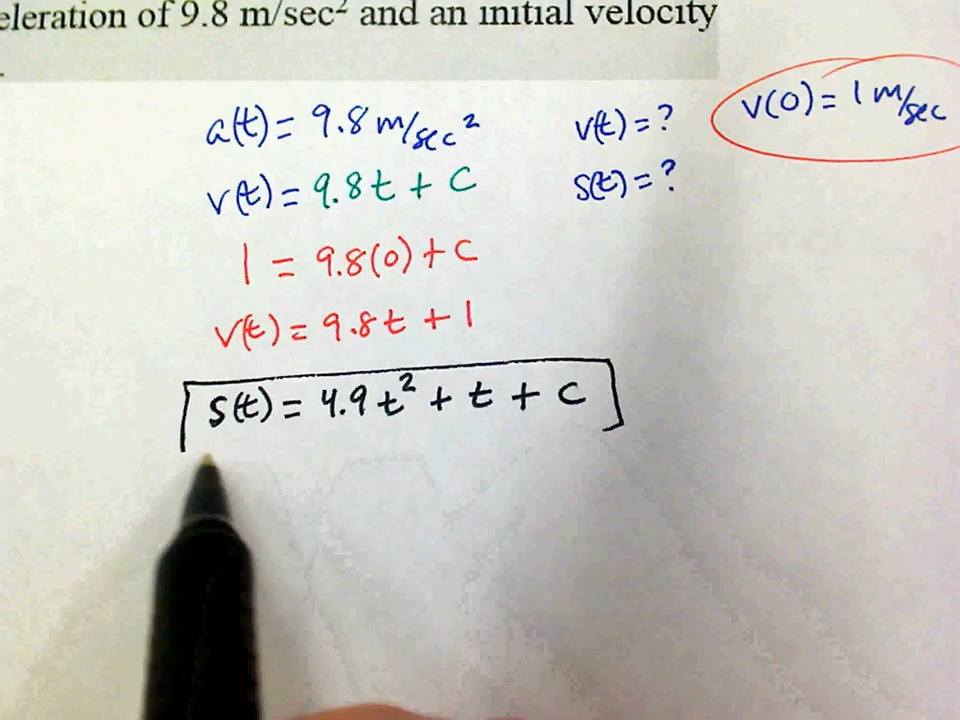 eleration of 9.8 m/sec² and an initial velocity
a(t) = 9.8 m/sec²
v(t) = ?
v(0) = 1 m/sec
v(t) = 9.8t + C
s(t) = ?
1 = 9.8(0) + C
v(t) = 9.8t + 1
s(t) = 4.9t² + t + C